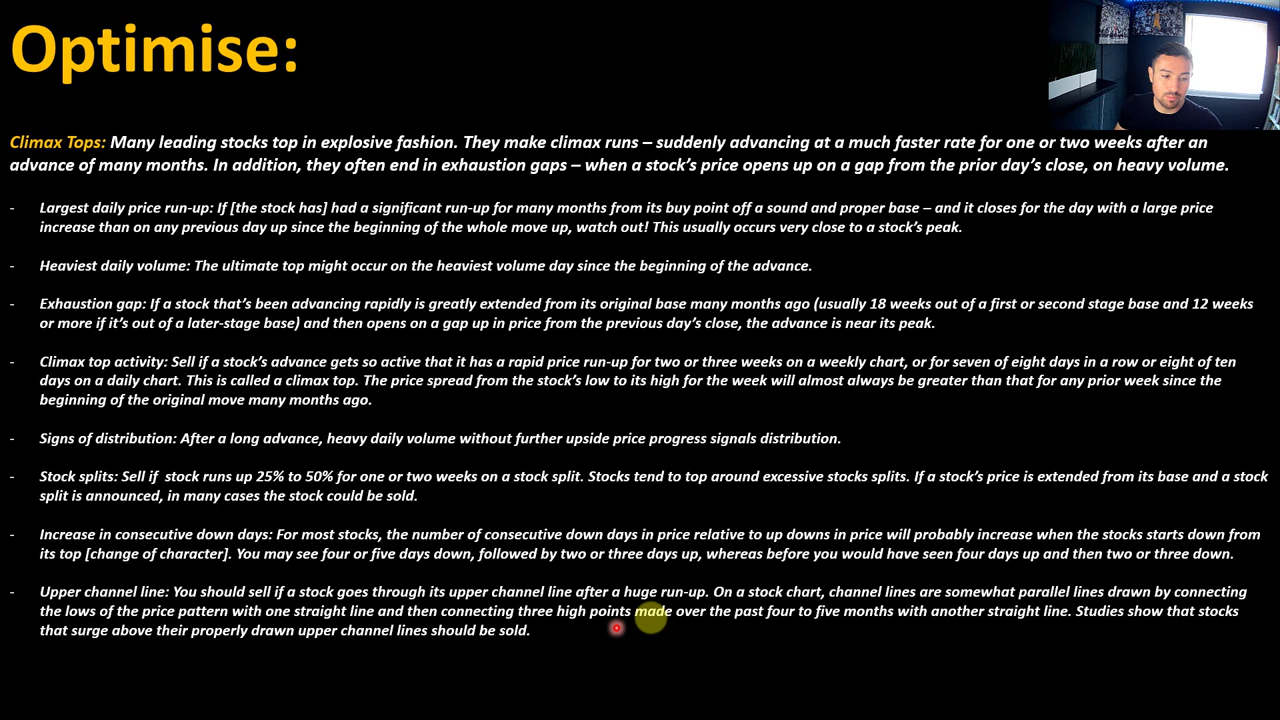 Optimise:
Climax Tops: Many leading stocks top in explosive fashion. They make climax runs – suddenly advancing at a much faster rate for one or two weeks after an
advance of many months. In addition, they often end in exhaustion gaps – when a stock's price opens up on a gap from the prior day's close, on heavy volume.
- Largest daily price run-up: If [the stock has] had a significant run-up for many months from its buy point off a sound and proper base – and it closes for the day with a large price
increase than on any previous day up since the beginning of the whole move up, watch out! This usually occurs very close to a stock's peak.
- Heaviest daily volume: The ultimate top might occur on the heaviest volume day since the beginning of the advance.
- Exhaustion gap: If a stock that's been advancing rapidly is greatly extended from its original base many months ago (usually 18 weeks out of a first or second stage base and 12 weeks
or more if it's out of a later-stage base) and then opens on a gap up in price from the previous day's close, the advance is near its peak.
- Climax top activity: Sell if a stock's advance gets so active that it has a rapid price run-up for two or three weeks on a weekly chart, or for seven of eight days in a row or eight of ten
days on a daily chart. This is called a climax top. The price spread from the stock's low to its high for the week will almost always be greater than that for any prior week since the
beginning of the original move many months ago.
- Signs of distribution: After a long advance, heavy daily volume without further upside price progress signals distribution.
- Stock splits: Sell if  stock runs up 25% to 50% for one or two weeks on a stock split. Stocks tend to top around excessive stocks splits. If a stock's price is extended from its base and a stock
split is announced, in many cases the stock could be sold.
- Increase in consecutive down days: For most stocks, the number of consecutive down days in price relative to up downs in price will probably increase when the stocks starts down from
its top [change of character]. You may see four or five days down, followed by two or three days up, whereas before you would have seen four days up and then two or three down.
- Upper channel line: You should sell if a stock goes through its upper channel line after a huge run-up. On a stock chart, channel lines are somewhat parallel lines drawn by connecting
the lows of the price pattern with one straight line and then connecting three high points made over the past four to five months with another straight line. Studies show that stocks
that surge above their properly drawn upper channel lines should be sold.